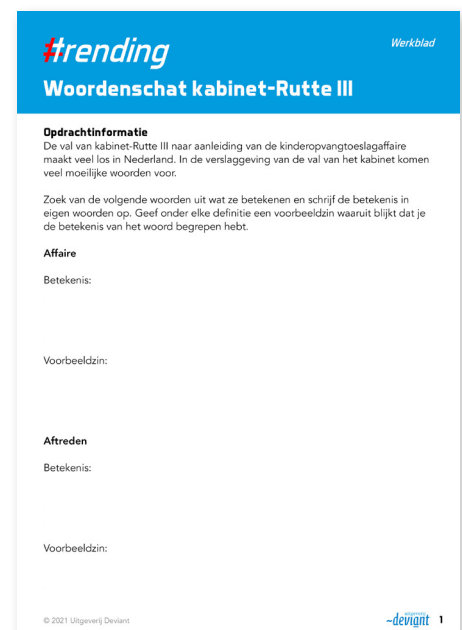 #trending
Werkblad
Woordenschat kabinet-Rutte III
Opdrachtinformatie
De val van kabinet-Rutte III naar aanleiding van de kinderopvangtoeslagaffaire
maakt veel los in Nederland. In de verslaggeving van de val van het kabinet komen
veel moeilijke woorden voor.
Zoek van de volgende woorden uit wat ze betekenen en schrijf de betekenis in
eigen woorden op. Geef onder elke definitie een voorbeeldzin waaruit blijkt dat je
de betekenis van het woord begrepen hebt.
Affaire
Betekenis:
Voorbeeldzin:
Aftreden
Betekenis:
Voorbeeldzin:
© 2021 Uitgeverij Deviant
uitgeverij
~deviant 1